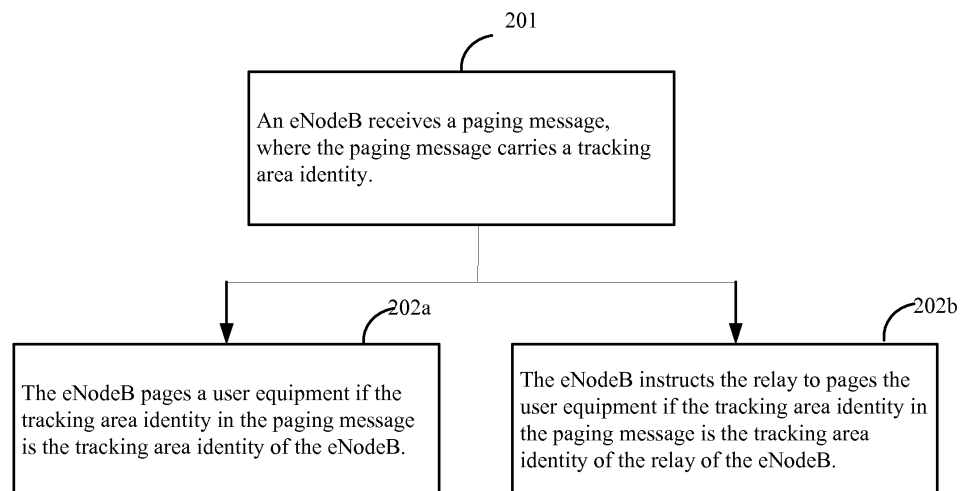 201
An eNodeB receives a paging message,
where the paging message carries a tracking
area identity.
202a
202b
The eNodeB pages a user equipment if the
tracking area identity in the paging message
is the tracking area identity of the eNodeB.
The eNodeB instructs the relay to pages the
user equipment if the tracking area identity in
the paging message is the tracking area
identity of the relay of the eNodeB.